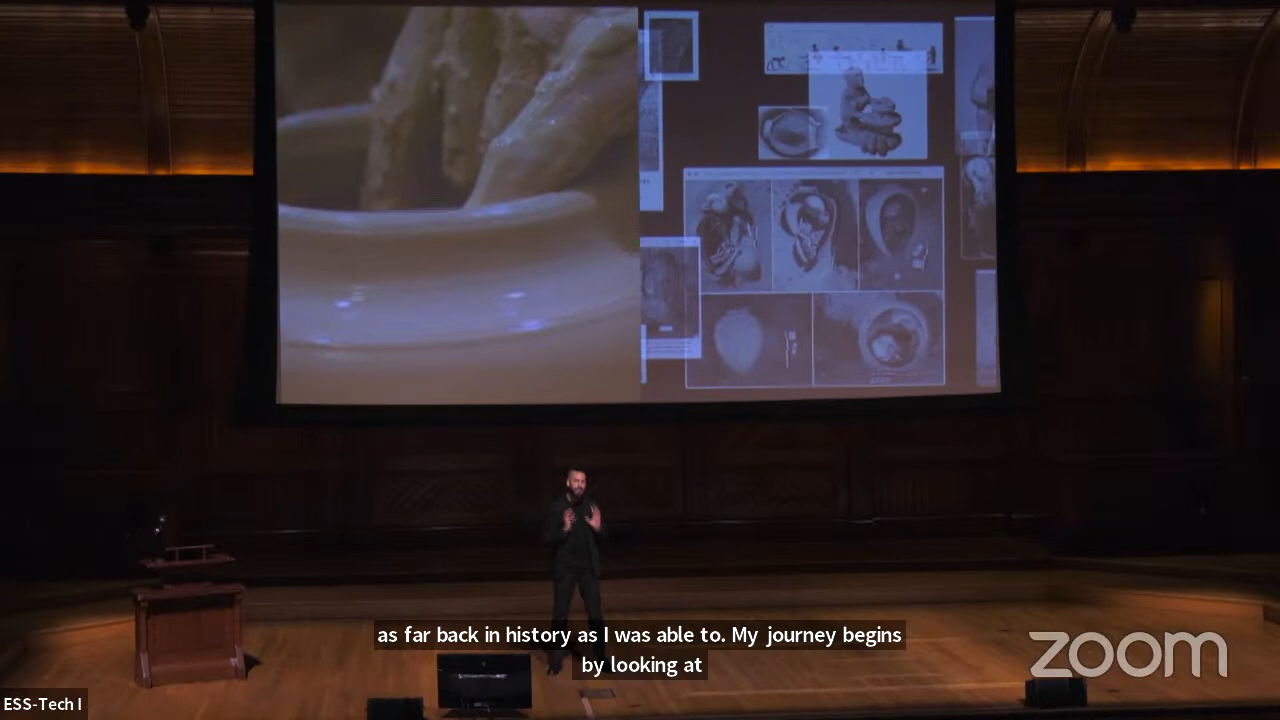 as far back in history as I was able to. My journey begins
by looking at
zoom
ESS-Tech I